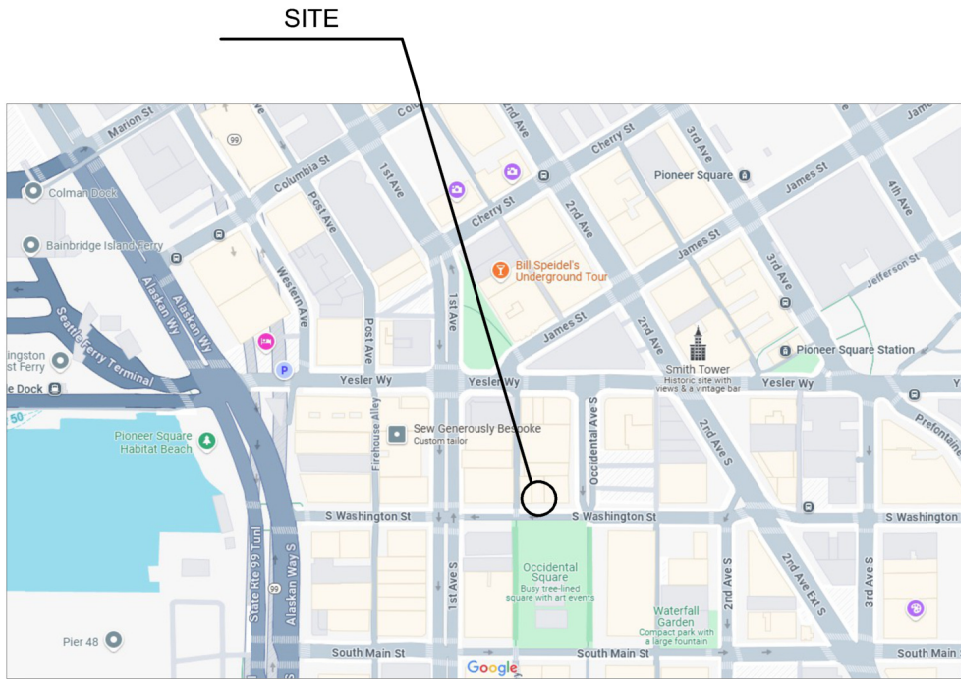 SITE
Marion St
99
Columbia St
1st Ave
2nd Ave
Cherry St
3rd Ave
Pioneer Square
James St
4th Ave
Colman Dock
Post Ave
Cherry St
2nd Ave
Bainbridge Island Ferry
Alaskan Wy
Alaskan Wy
Western Ave
Bill Speidel's
Underground Tour
James St
Jefferson St
1st Ave
James St
2nd Ave
3rd Ave
Seattle Ferry Terminal
Post Ave
ington
st Ferry
P
Smith Tower
Historic site with
views & a vintage bar
Pioneer Square Station
Yesler Wy
Yesler Wy
Yesler Wy
e Dock
50
Pioneer Square
Habitat Beach
Firehouse Alley
Sew Generously Bespoke
Custom tailor
Occidental Ave S
2nd Ave S
Prefontaine
S Washington St
S Washington St
S Washington
State Rte 99 Tunl
Alaskan Way S
99
1st Ave S
Occidental
Square
Busy tree-lined
square with art events
2nd Ave S
2nd Ave Ext S
3rd Ave S
Waterfall
Garden
Compact park with
a large fountain
Pier 48
South Main St
Google
South Main St
South Main